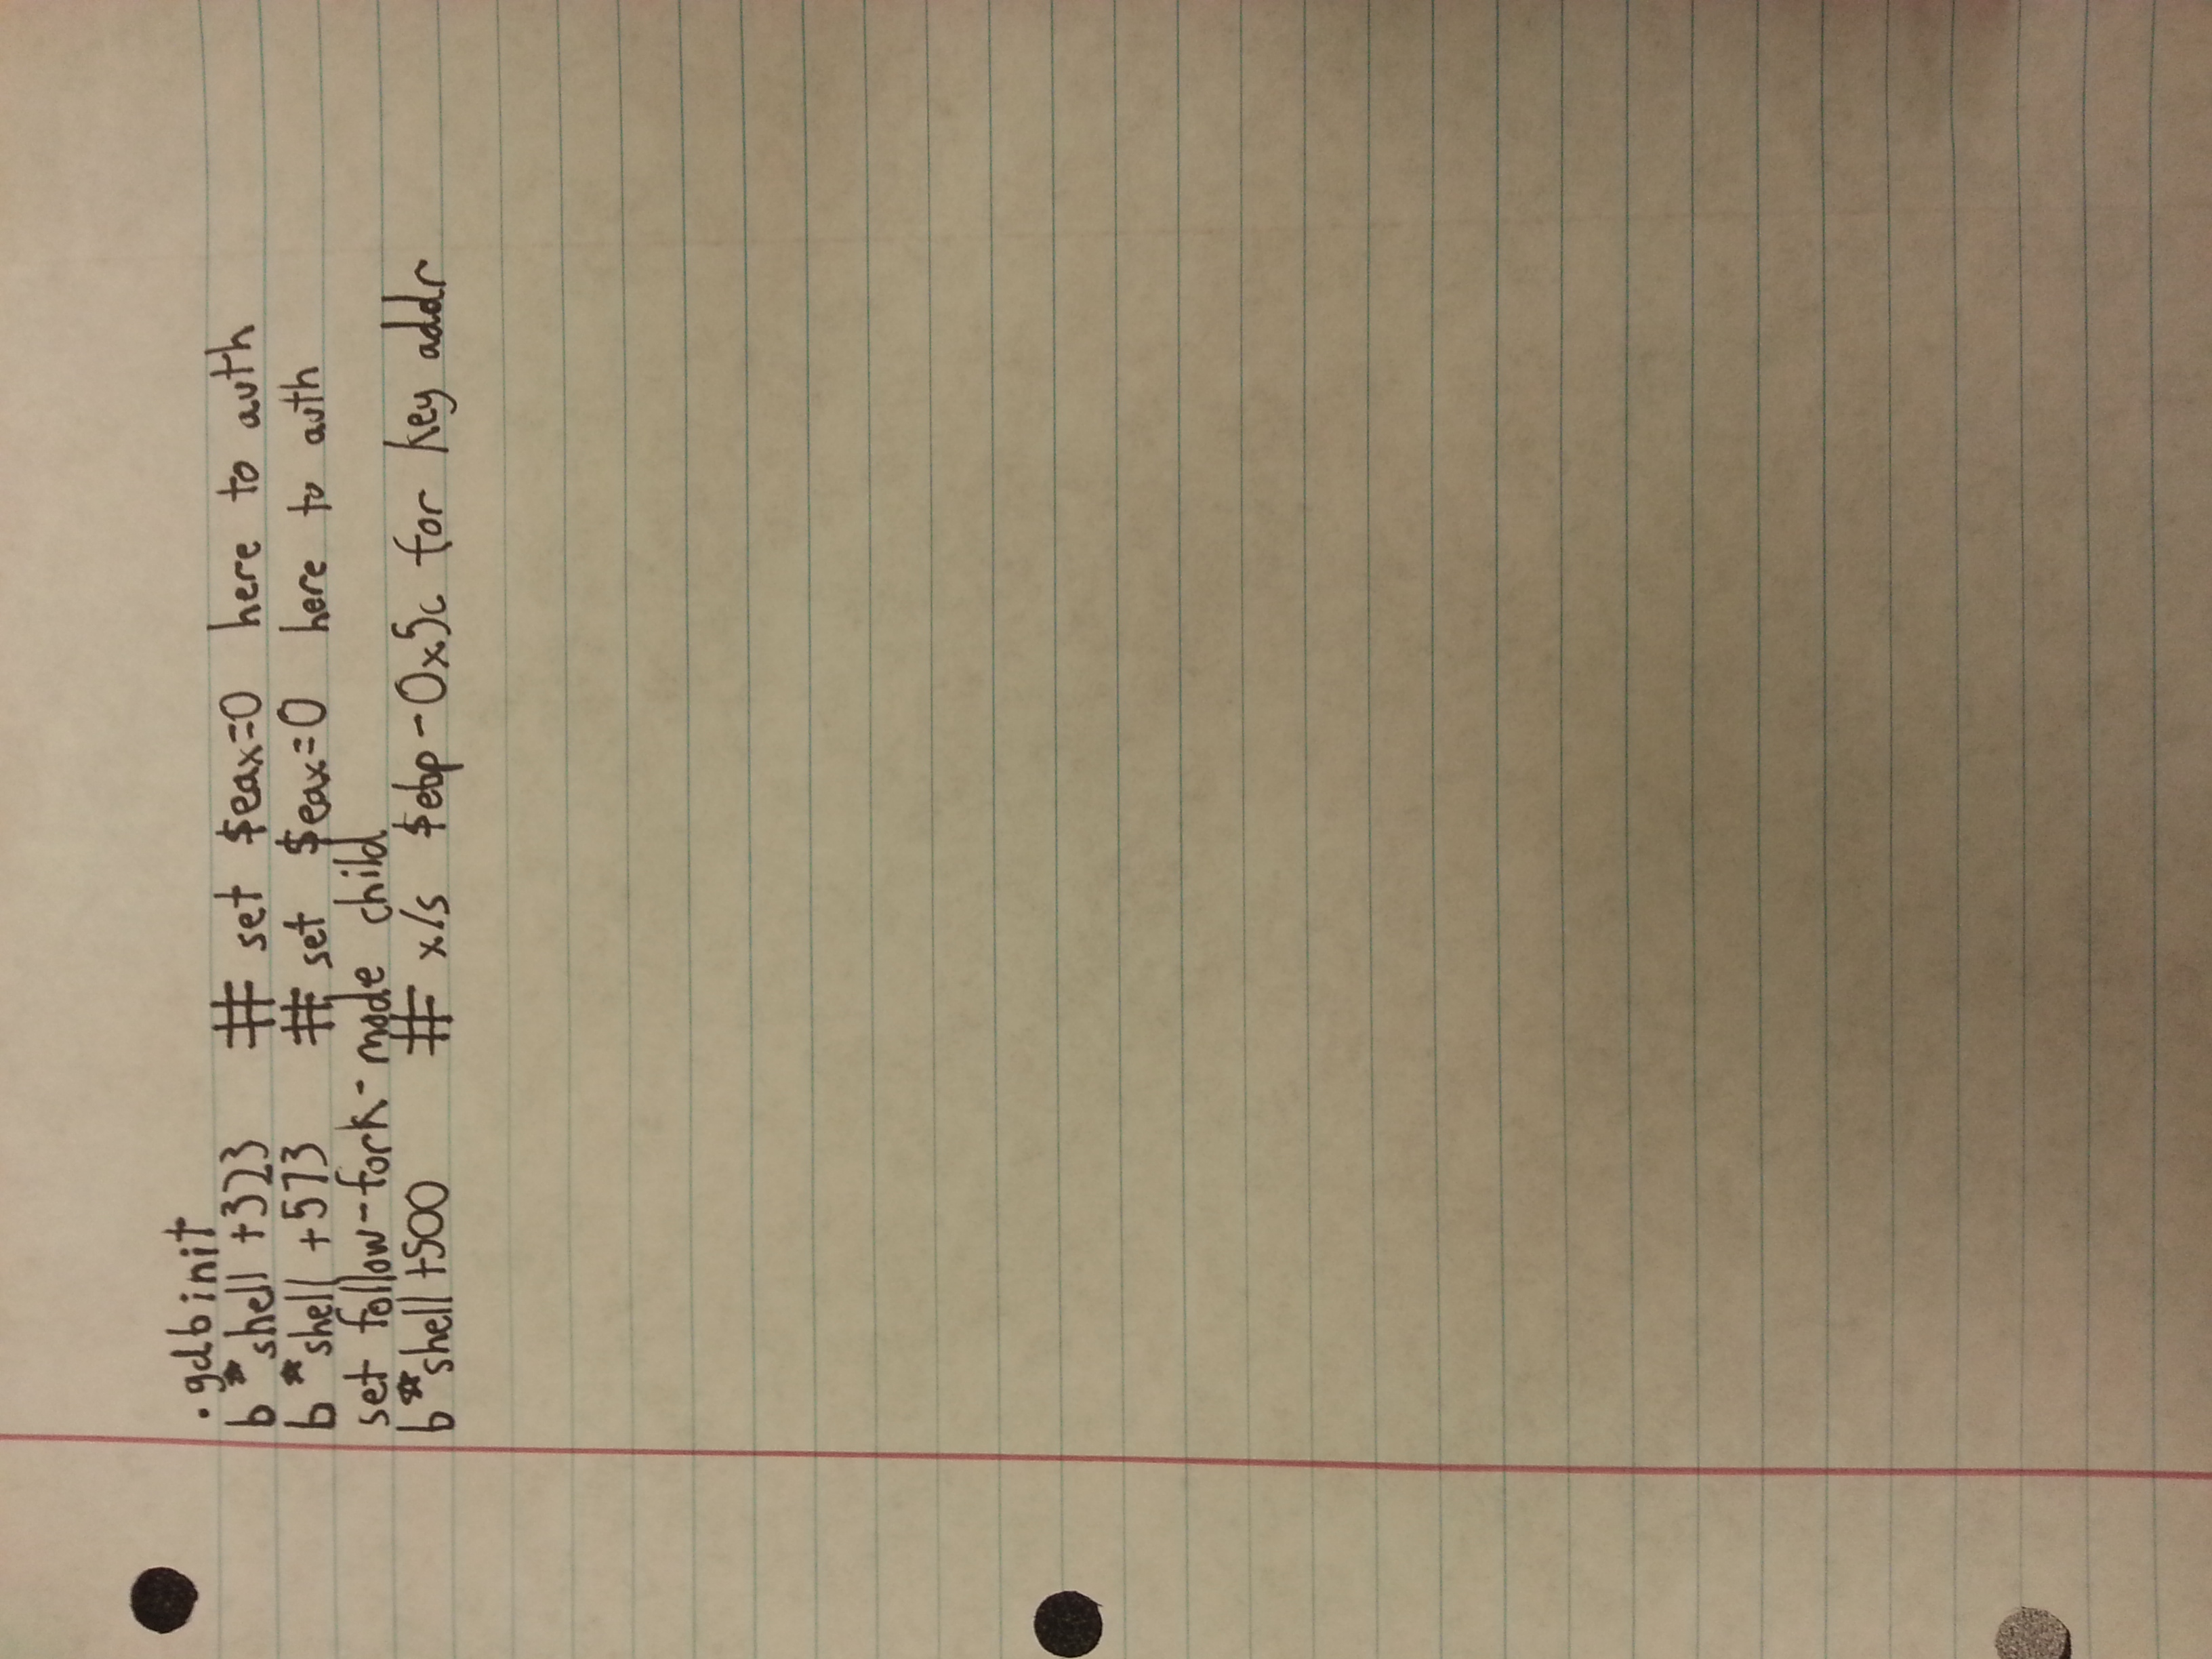 .gdbinit
b *shell +323 # set $eax=0 here to auth
b *shell +573 # set $eax=0 here to auth
set follow-fork-mode child
b *shell +500 # x/s $ebp-0x5c for key addr